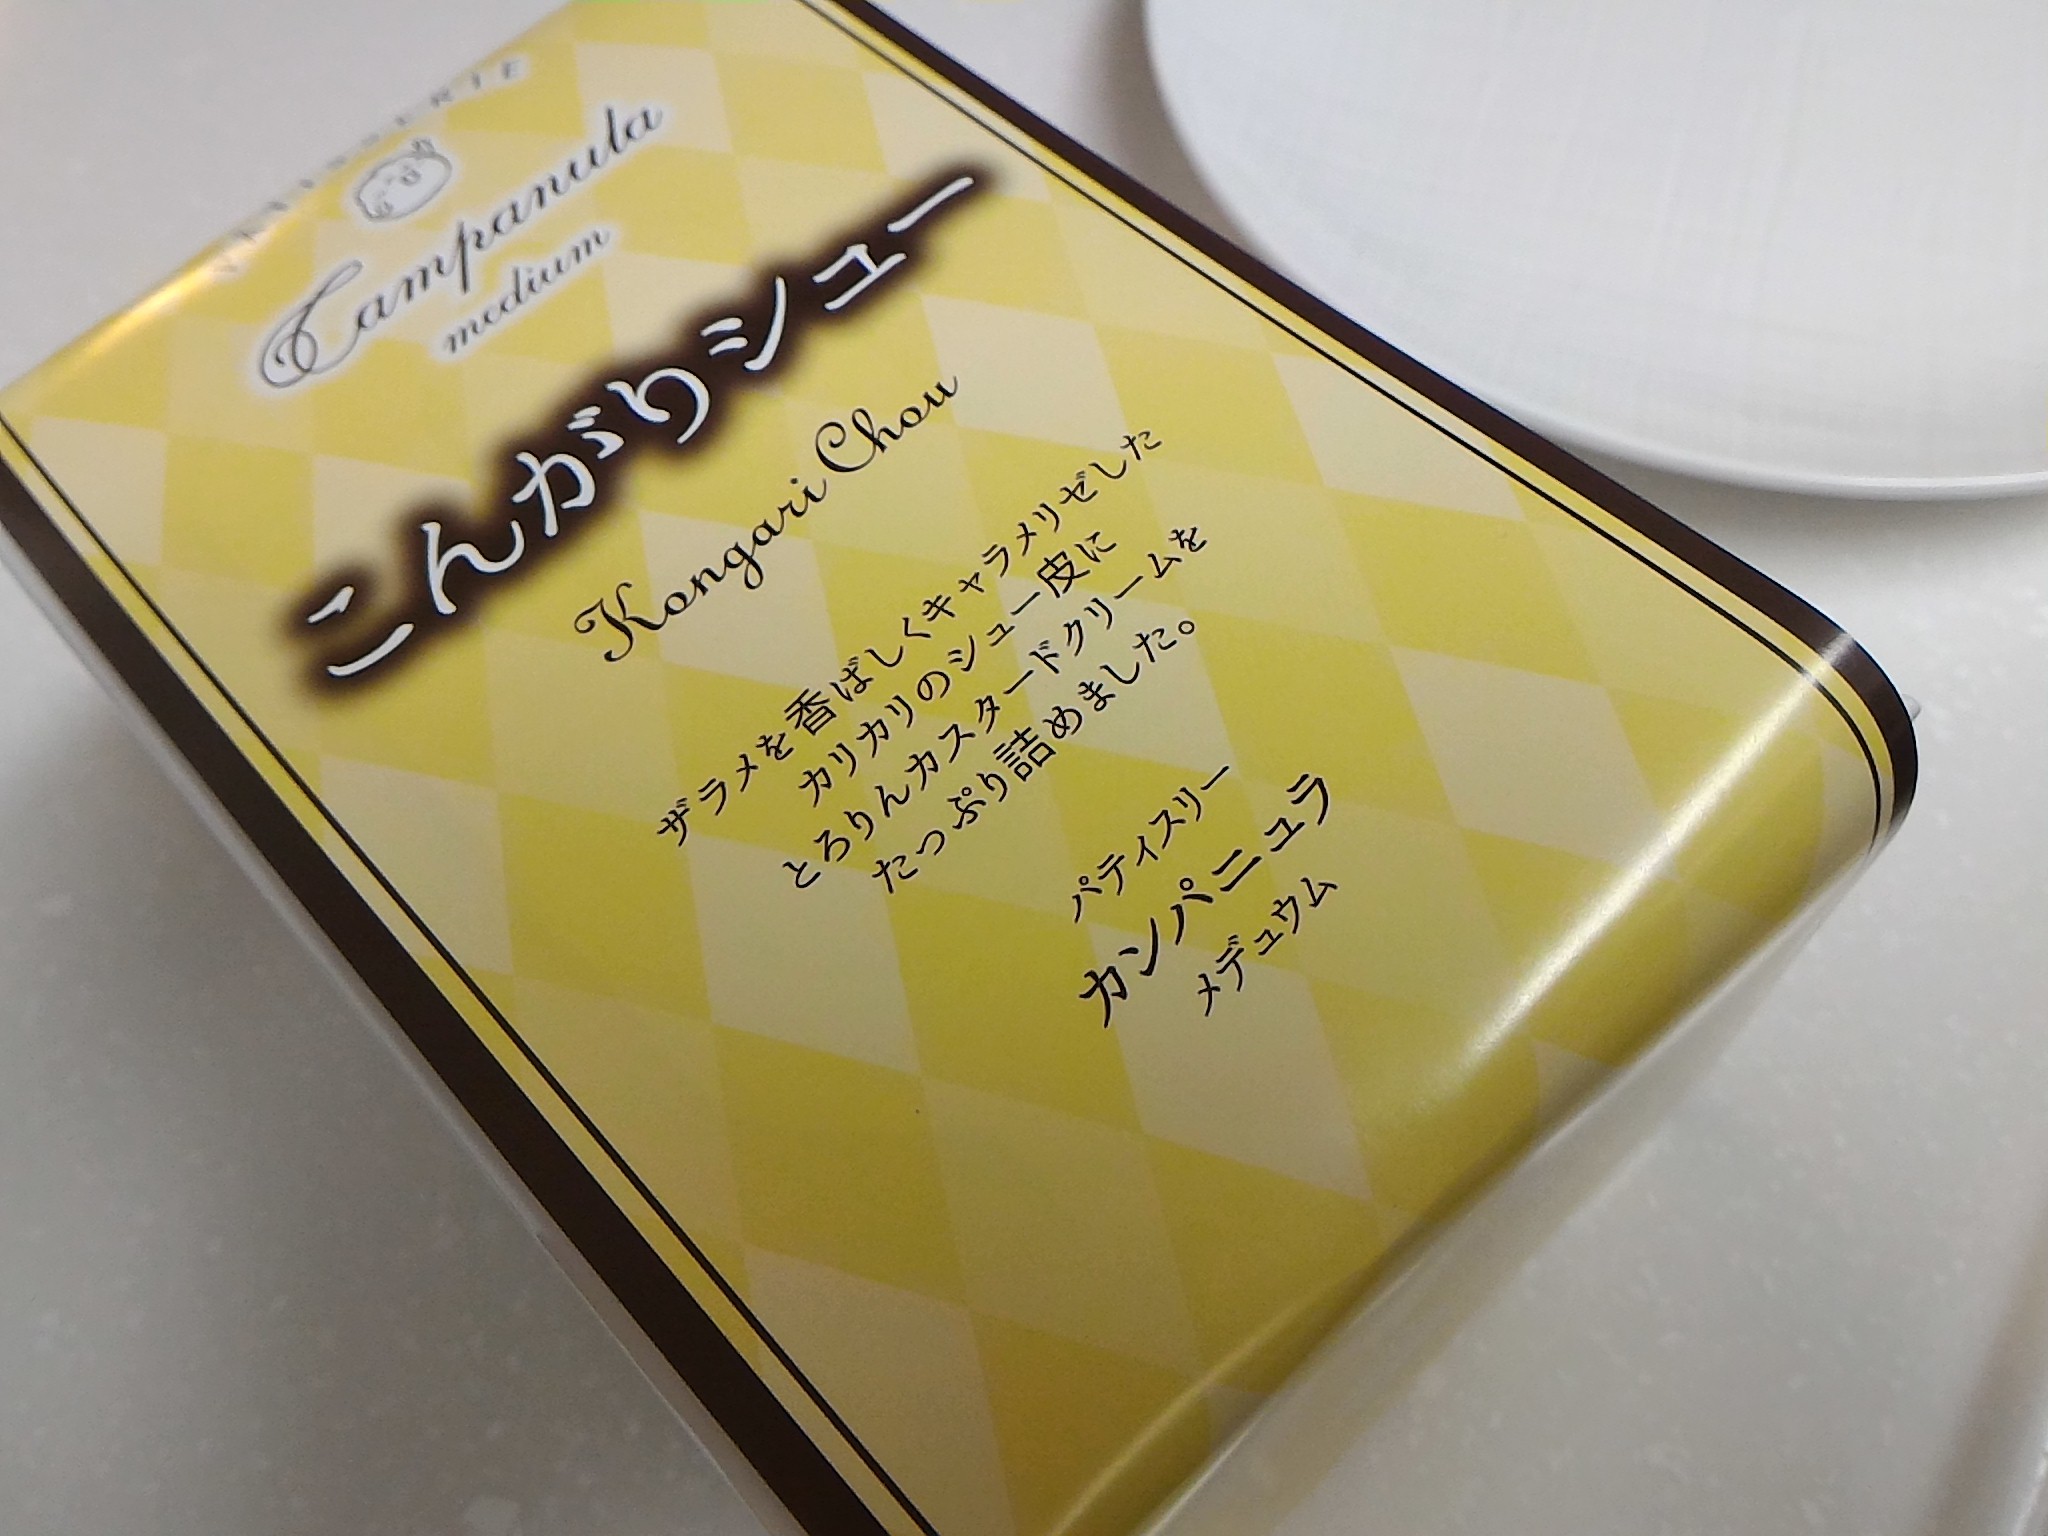 PATISSERIE
Campanula
medium
こんがりシュー
Kongari Chou
ザラメを香ばしくキャラメリゼした
カリカリのシュー皮に
とろりんカスタードクリームを
たっぷり詰めました。
パティスリー
カンパニュラ
メデュウム